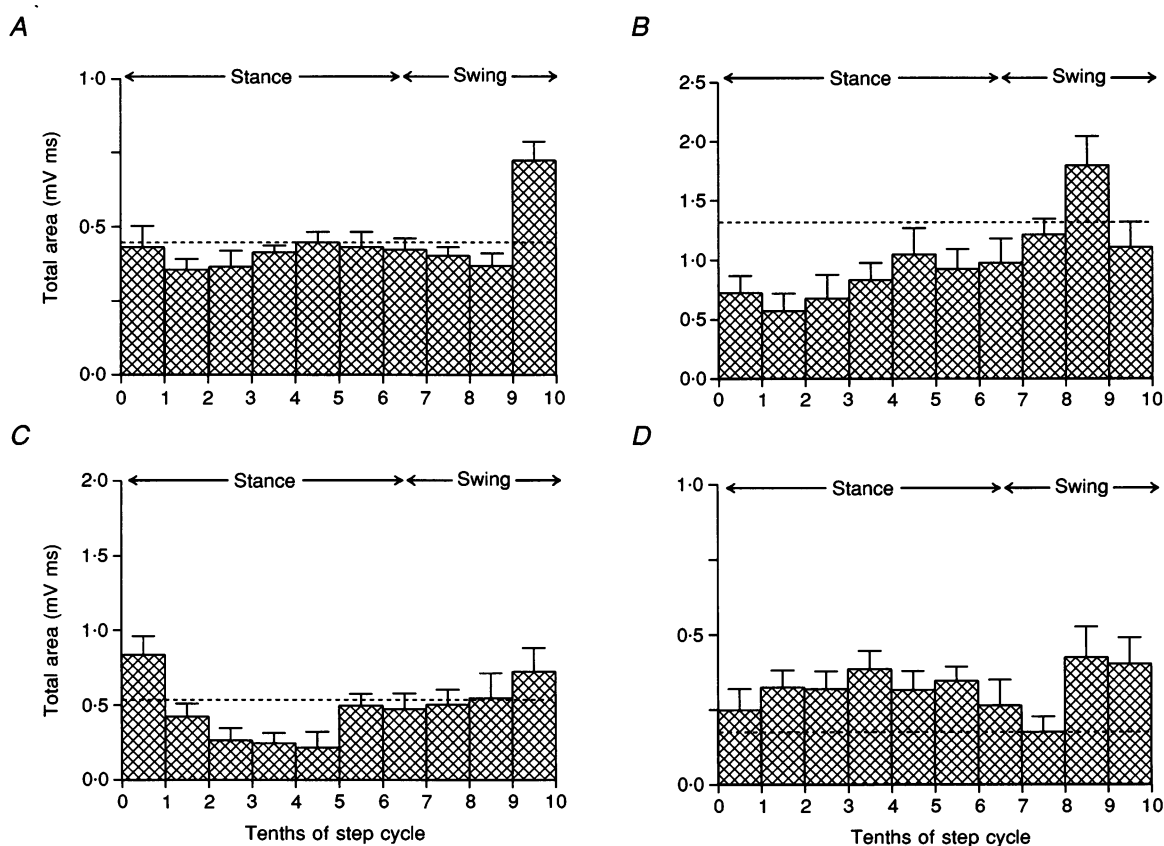 A
Total area (mV ms)
Stance
Swing
1·0
0·5
0·0
0 1 2 3 4 5 6 7 8 9 10
B
Stance
Swing
2·5
2·0
1·5
1·0
0·5
0·0
0 1 2 3 4 5 6 7 8 9 10
C
Total area (mV ms)
Stance
Swing
2·0
1·5
1·0
0·5
0·0
0 1 2 3 4 5 6 7 8 9 10
Tenths of step cycle
D
Stance
Swing
1·0
0·5
0·0
0 1 2 3 4 5 6 7 8 9 10
Tenths of step cycle